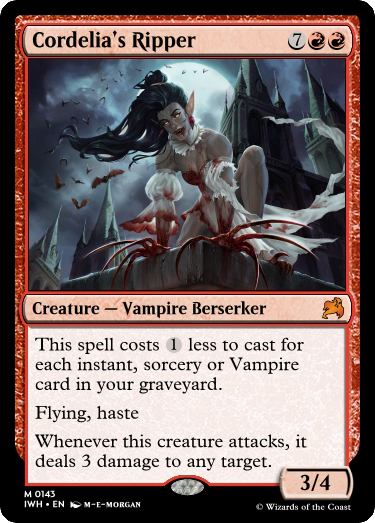 Cordelia's Ripper 7
Creature — Vampire Berserker
This spell costs 1 less to cast for
each instant, sorcery or Vampire
card in your graveyard.
Flying, haste
Whenever this creature attacks, it
deals 3 damage to any target.
3/4
M 0143
IWH • EN M-E-MORGAN
© Wizards of the Coast